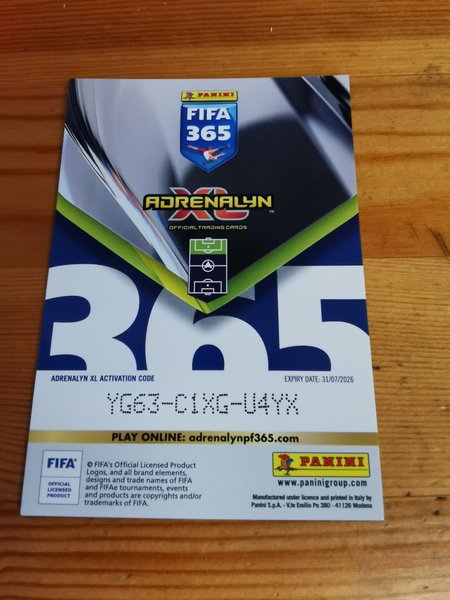 PANINI
FIFA
365
ADRENALYN
XL™
OFFICIAL TRADING CARDS
365
ADRENALYN XL ACTIVATION CODE
EXPIRY DATE: 31/07/2026
YG63-C1XG-U4YX
PLAY ONLINE: adrenalynpf365.com
FIFA®
OFFICIAL
LICENSED
PRODUCT
© FIFA's Official Licensed Product
Logos, and all brand elements,
designs and trade names of FIFA
and FIFAe tournaments, events
and products are copyrights and/or
trademarks of FIFA.
PANINI
www.paninigroup.com
Manufactured under licence and printed in Italy by
Panini S.p.A. - V.le Emilio Po 380 - 41126 Modena